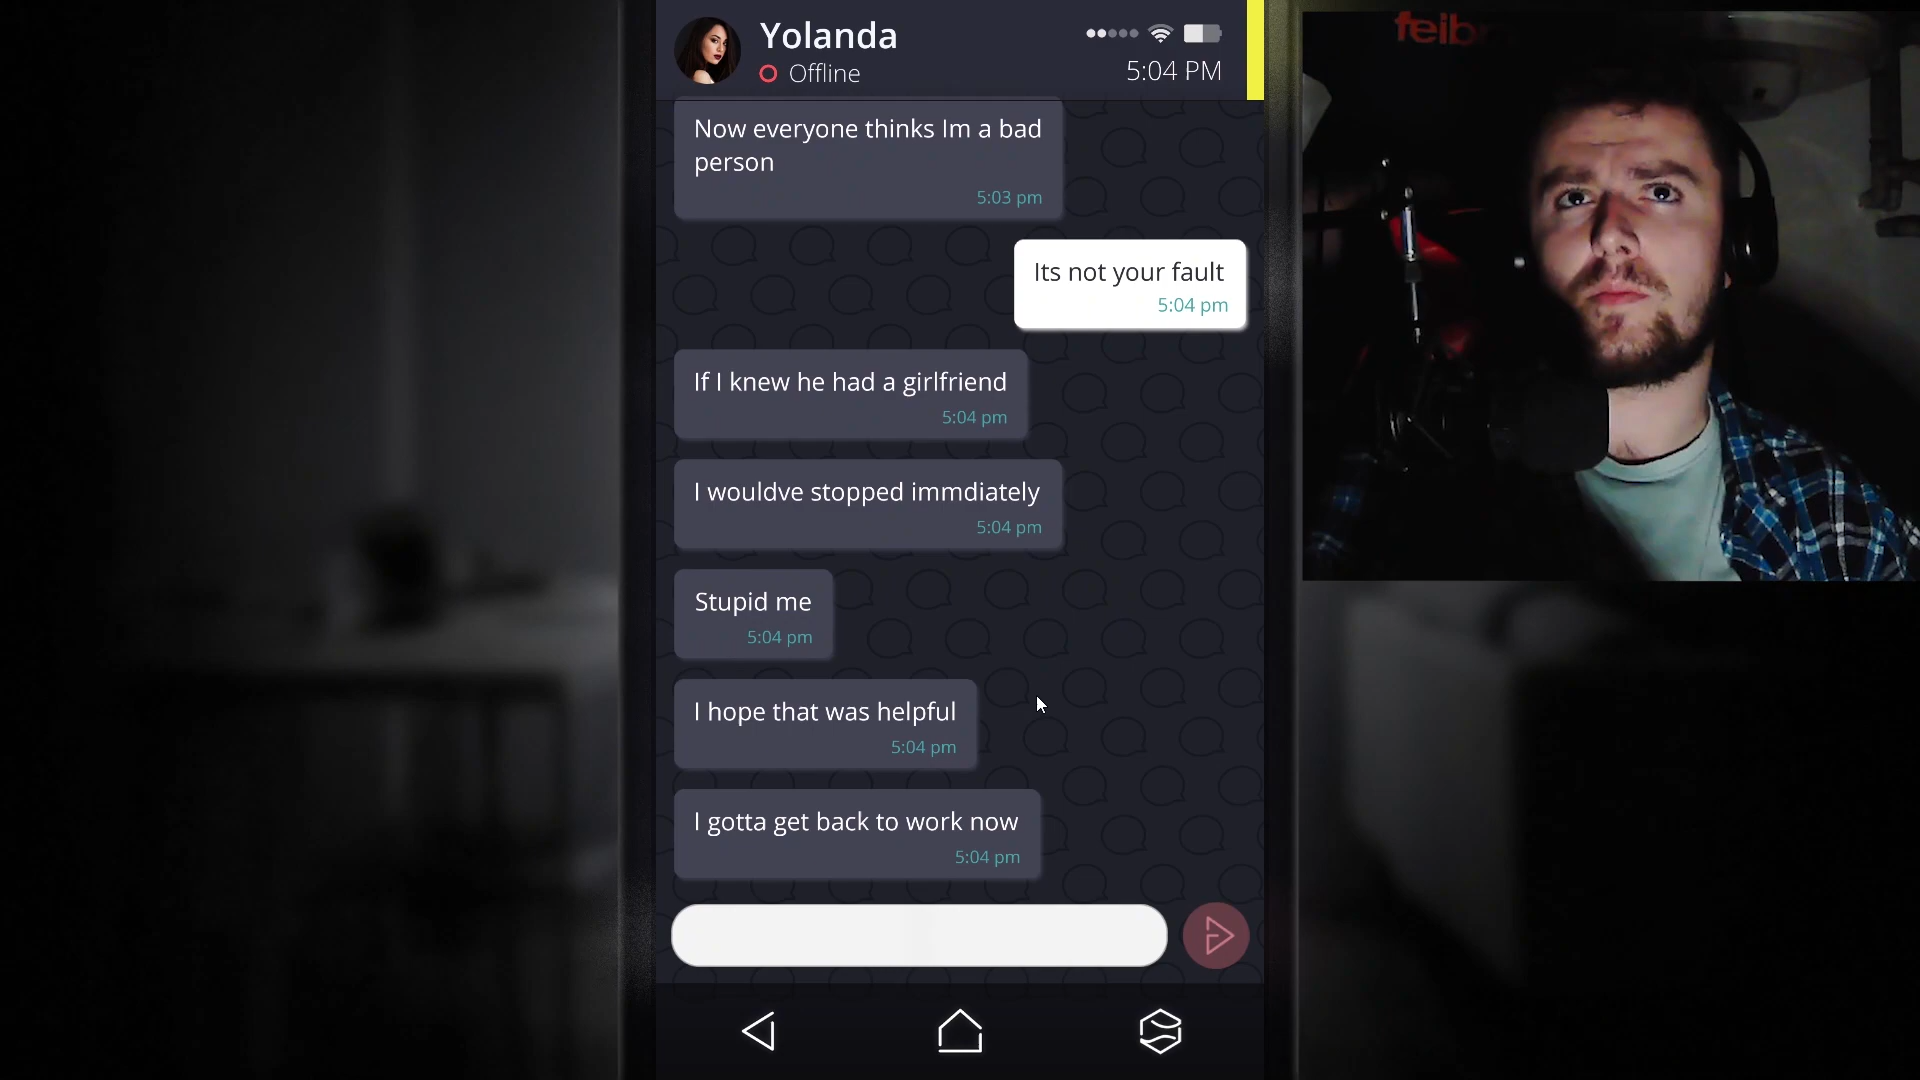 Yolanda
Offline
5:04 PM
Now everyone thinks Im a bad
person
5:03 pm
Its not your fault
5:04 pm
If I knew he had a girlfriend
5:04 pm
I wouldve stopped immdiately
5:04 pm
Stupid me
5:04 pm
I hope that was helpful
5:04 pm
I gotta get back to work now
5:04 pm